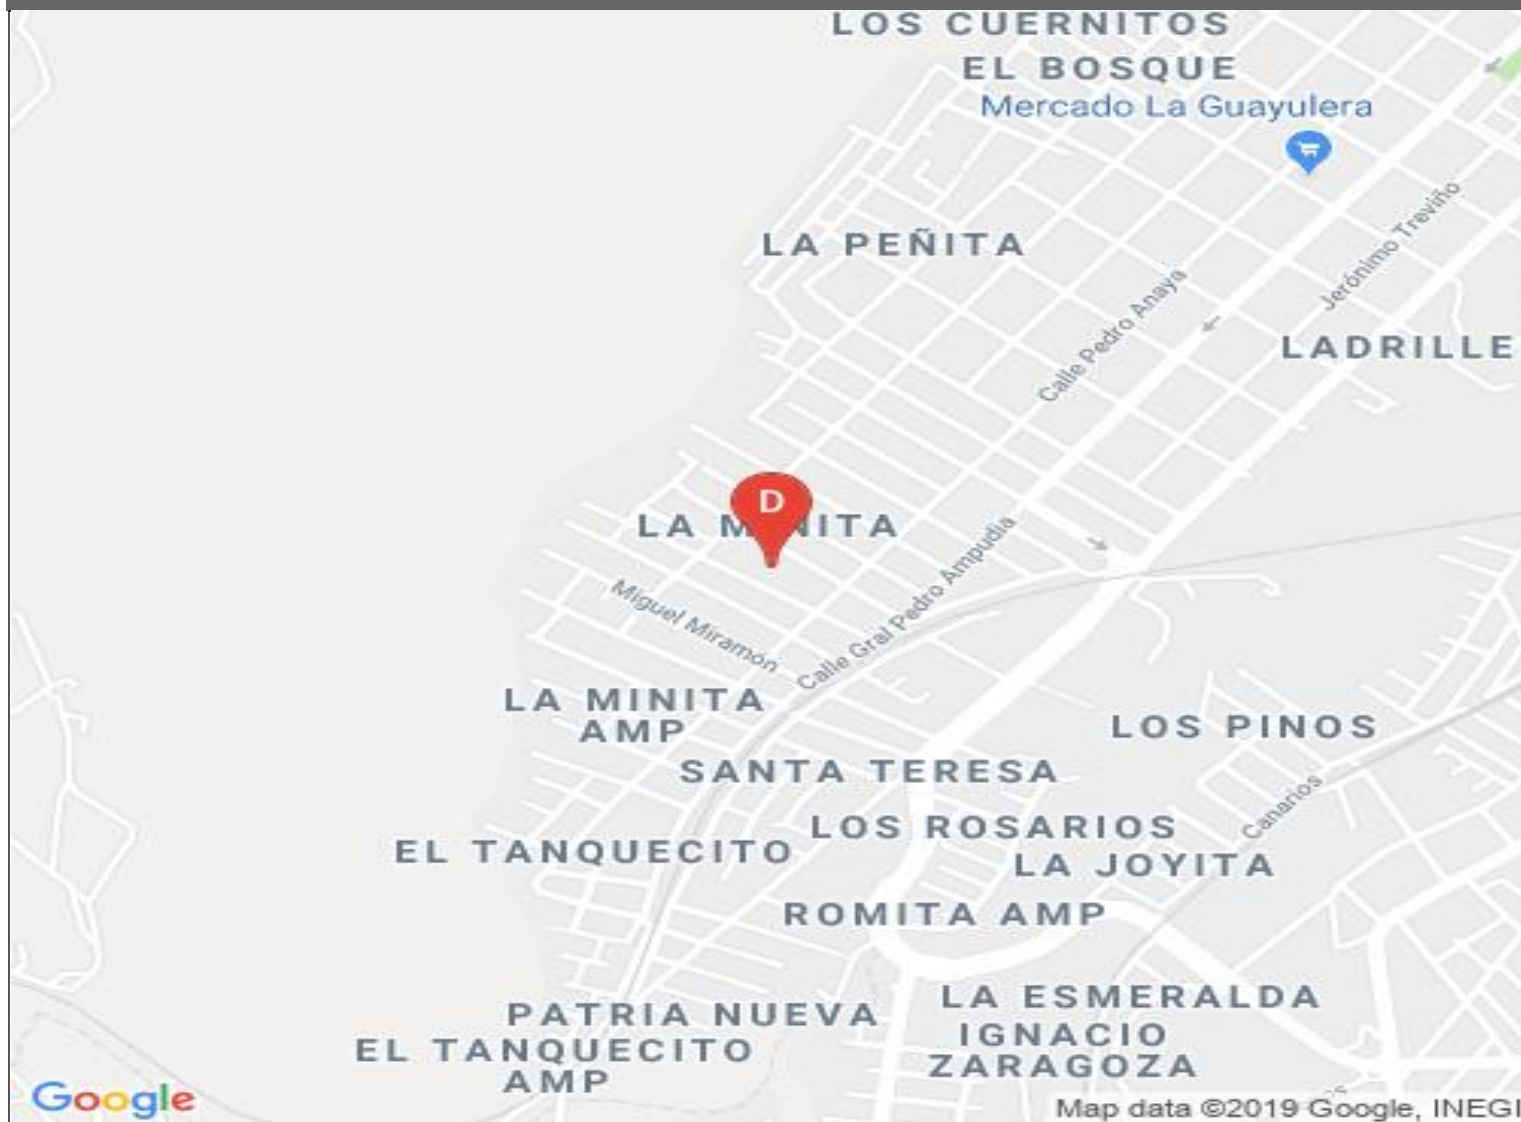 LOS CUERNITOS
EL BOSQUE
Mercado La Guayulera
Jerónimo Treviño
LA PEÑITA
Calle Pedro Anaya
LADRILLE
D
LA M NITA
Calle Gral Pedro Ampudia
Miguel Miramón
LA MINITA
AMP
LOS PINOS
SANTA TERESA
Canarios
LOS ROSARIOS
EL TANQUECITO
LA JOYITA
ROMITA AMP
LA ESMERALDA
PATRIA NUEVA
IGNACIO
ZARAGOZA
EL TANQUECITO
AMP
Google
Map data ©2019 Google, INEGI